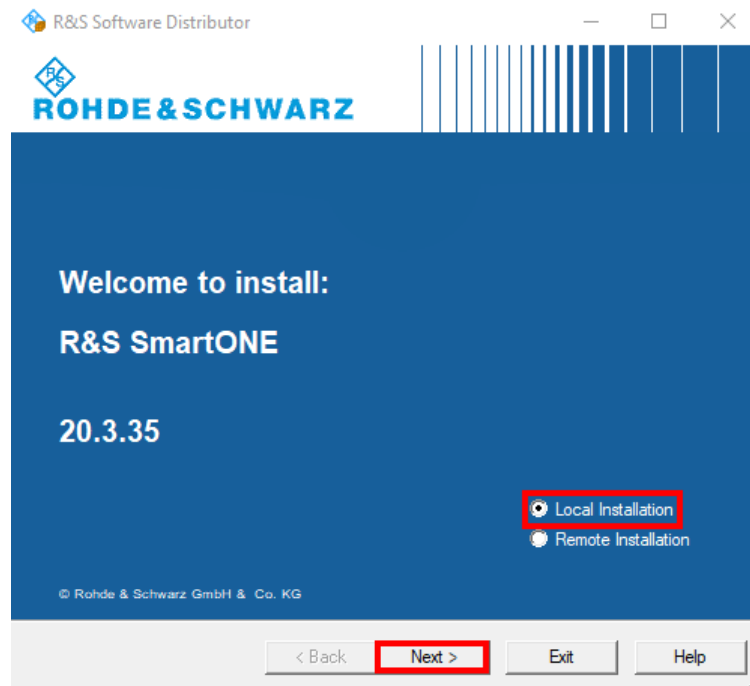 R&S Software Distributor
R&S
ROHDE&SCHWARZ
Welcome to install:
R&S SmartONE
20.3.35
Local Installation
Remote Installation
© Rohde & Schwarz GmbH & Co. KG
< Back Next > Exit Help